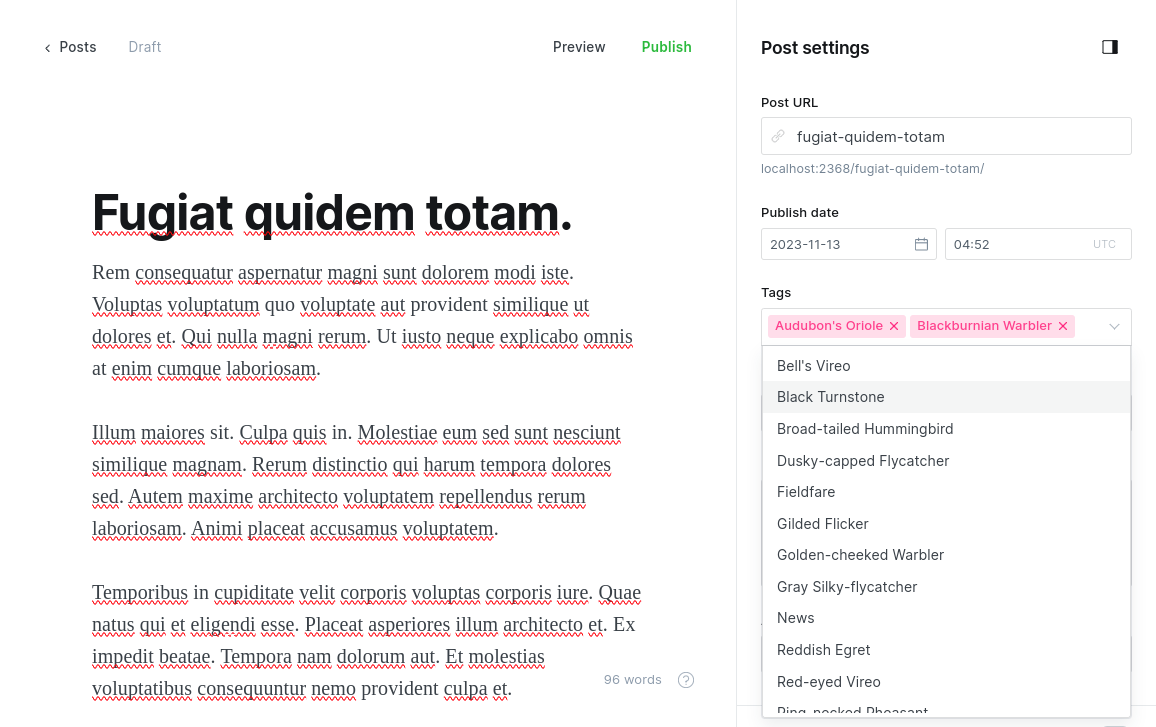 Posts
Draft
Preview
Publish
Fugiat quidem totam.
Rem consequatur aspernatur magni sunt dolorem modi iste.
Voluptas voluptatum quo voluptate aut provident similique ut
dolores et. Qui nulla magni rerum. Ut iusto neque explicabo omnis
at enim cumque laboriosam.
Illum maiores sit. Culpa quis in. Molestiae eum sed sunt nesciunt
similique magnam. Rerum distinctio qui harum tempora dolores
sed. Autem maxime architecto voluptatem repellendus rerum
laboriosam. Animi placeat accusamus voluptatem.
Temporibus in cupiditate velit corporis voluptas corporis iure. Quae
natus qui et eligendi esse. Placeat asperiores illum architecto et. Ex
impedit beatae. Tempora nam dolorum aut. Et molestias
voluptatibus consequuntur nemo provident culpa et.
96 words
Post settings
Post URL
fugiat-quidem-totam
localhost:2368/fugiat-quidem-totam/
Publish date
2023-11-13
04:52
UTC
Tags
Audubon's Oriole
Blackburnian Warbler
Bell's Vireo
Black Turnstone
Broad-tailed Hummingbird
Dusky-capped Flycatcher
Fieldfare
Gilded Flicker
Golden-cheeked Warbler
Gray Silky-flycatcher
News
Reddish Egret
Red-eyed Vireo
Ring-necked Pheasant